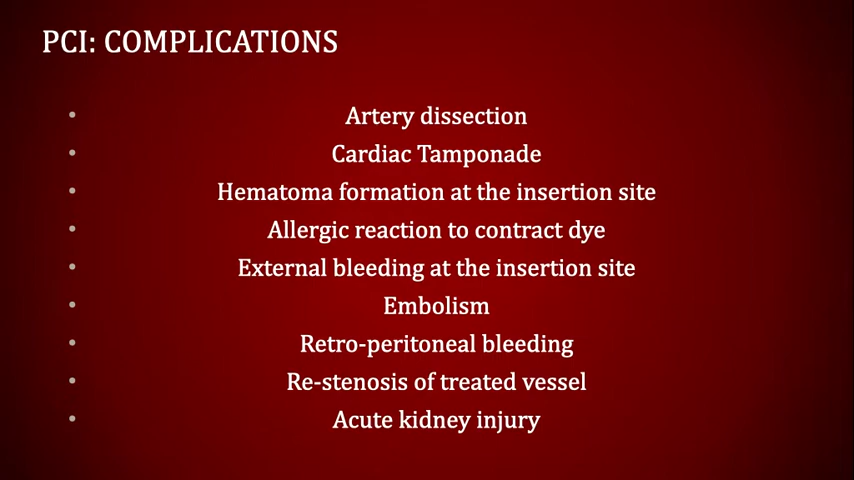 PCI: COMPLICATIONS
• Artery dissection
• Cardiac Tamponade
• Hematoma formation at the insertion site
• Allergic reaction to contract dye
• External bleeding at the insertion site
• Embolism
• Retro-peritoneal bleeding
• Re-stenosis of treated vessel
• Acute kidney injury